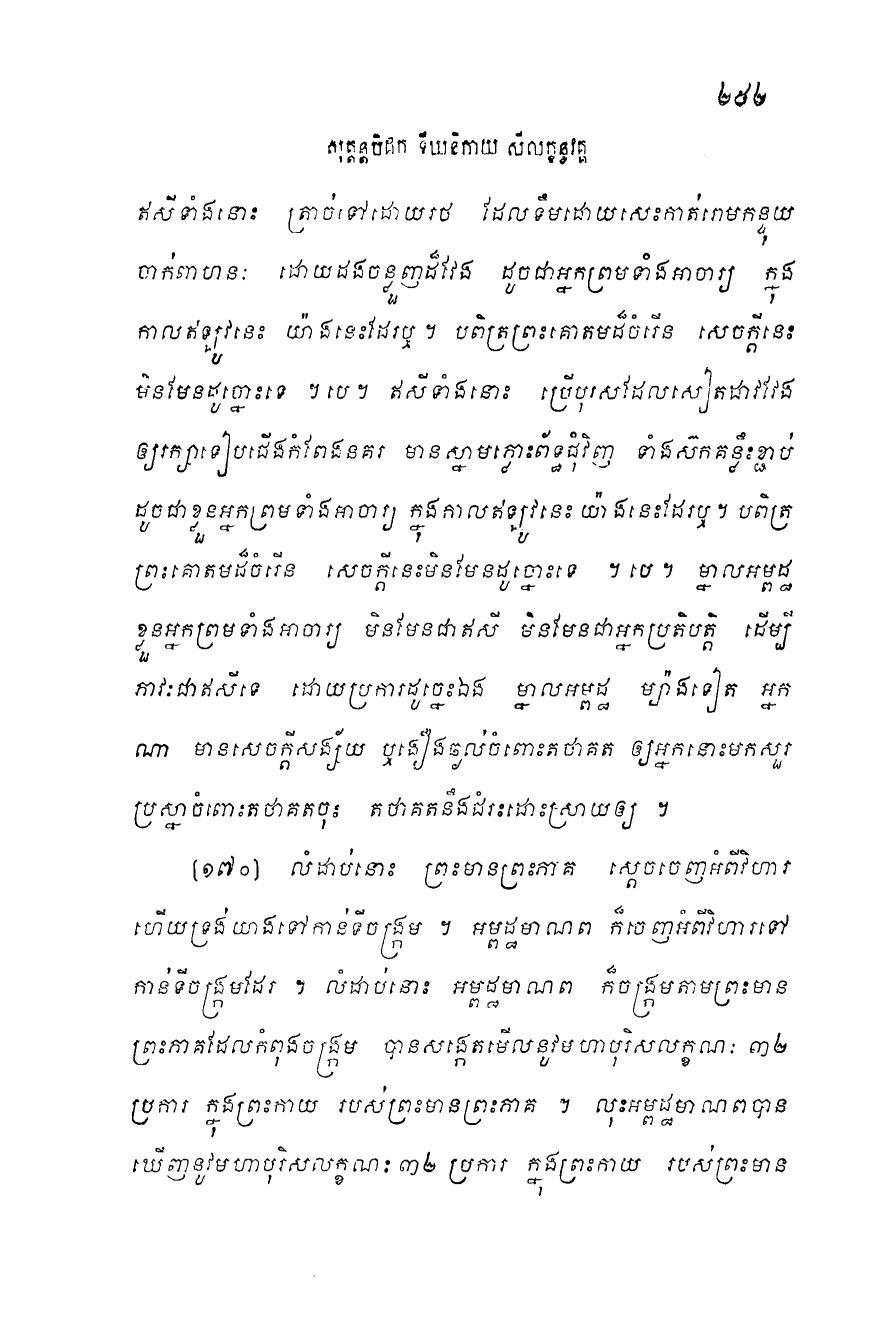 ២៥២
សុត្តន្តបិដក ទីឃនិកាយ សីលក្ខន្ធវគ្គ
ឥសីទាំងនោះ ត្រាច់ទៅដោយរថ ដែលទឹមដោយសេះកាត់រោមកន្ទុយ
ចាក់ពាហនៈ ដោយដងចន្លួញដ៏វែង ដូចជាអ្នកព្រមទាំងអាចារ្យ ក្នុង
កាលឥឡូវនេះ យ៉ាងនេះដែរឬ ។ បពិត្រព្រះគោតមដ៏ចំរើន សេចក្តីនេះ
មិនមែនដូច្នោះទេ ។ បេ ។ ឥសីទាំងនោះ ប្រើបុរសដែលសៀតដាវវែង
ឲ្យរក្សាទៀបជើងកំពែងនគរ មានស្នាមភ្លោះព័ទ្ធជុំវិញ ទាំងស៊កគន្លឹះខ្ជាប់
ដូចជាខ្លួនអ្នកព្រមទាំងអាចារ្យ ក្នុងកាលឥឡូវនេះ យ៉ាងនេះដែរឬ ។ បពិត្រ
ព្រះគោតមដ៏ចំរើន សេចក្តីនេះមិនមែនដូច្នោះទេ ។ បេ ។ ម្នាលអម្ពដ្ឋ
ខ្លួនអ្នកព្រមទាំងអាចារ្យ មិនមែនជាឥសី មិនមែនជាអ្នកប្រតិបត្តិ ដើម្បី
ភាវៈជាឥសីទេ ដោយប្រការដូច្នេះឯង ម្នាលអម្ពដ្ឋ ម្យ៉ាងទៀត អ្នក
ណា មានសេចក្តីសង្ស័យ ឬងឿងឆ្ងល់ចំពោះតថាគត ឲ្យអ្នកនោះមកសួរ
ប្រស្នាចំពោះតថាគតចុះ តថាគតនឹងជំរះដោះស្រាយឲ្យ ។
[១៧០] លំដាប់នោះ ព្រះមានព្រះភាគ ស្តេចចេញអំពីវិហារ
ហើយទ្រង់យាងទៅកាន់ទីចង្ក្រម ។ អម្ពដ្ឋមាណព ក៏ចេញអំពីវិហារទៅ
កាន់ទីចង្ក្រមដែរ ។ លំដាប់នោះ អម្ពដ្ឋមាណព ក៏ចង្ក្រមតាមព្រះមាន
ព្រះភាគដែលកំពុងចង្ក្រម បានសង្កេតមើលនូវមហាបុរិសលក្ខណៈ ៣២
ប្រការ ក្នុងព្រះកាយ របស់ព្រះមានព្រះភាគ ។ លុះអម្ពដ្ឋមាណពបាន
ឃើញនូវមហាបុរិសលក្ខណៈ ៣២ ប្រការ ក្នុងព្រះកាយ របស់ព្រះមាន